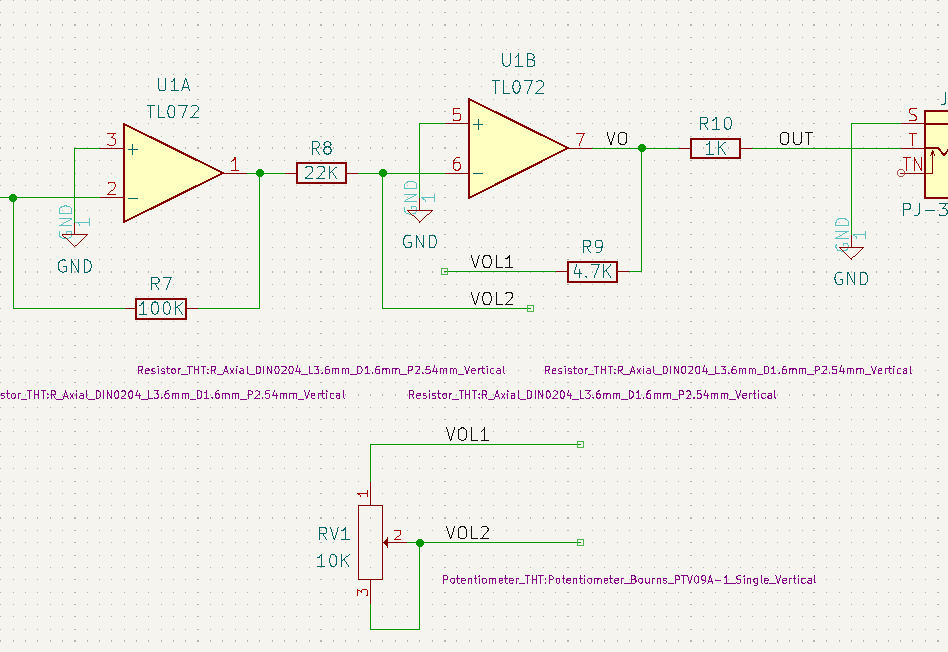 U1A
TL072
3
+
2
−
1
GND
1
GND
R7
100K
R8
22K
U1B
TL072
5
+
6
−
7
GND
1
GND
VO
R10
1K
OUT
VOL1
R9
4.7K
VOL2
S
T
TN
J
PJ-3
GND
1
GND
Resistor_THT:R_Axial_DIN0204_L3.6mm_D1.6mm_P2.54mm_Vertical
Resistor_THT:R_Axial_DIN0204_L3.6mm_D1.6mm_P2.54mm_Vertical
stor_THT:R_Axial_DIN0204_L3.6mm_D1.6mm_P2.54mm_Vertical
Resistor_THT:R_Axial_DIN0204_L3.6mm_D1.6mm_P2.54mm_Vertical
VOL1
1
RV1
10K
2
VOL2
3
Potentiometer_THT:Potentiometer_Bourns_PTV09A-1_Single_Vertical